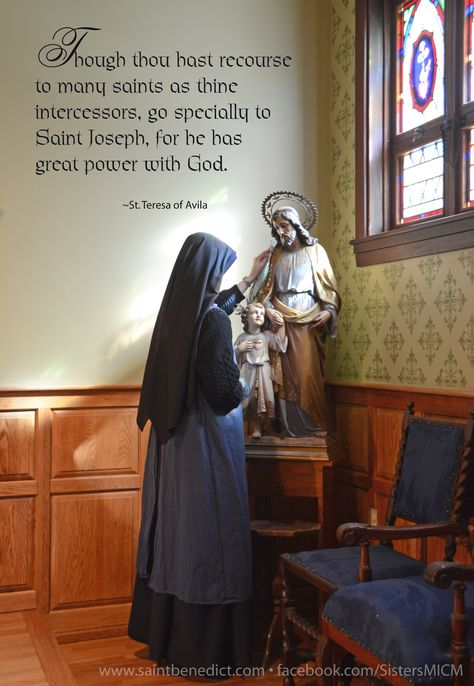 Though thou hast recourse
to many saints as thine
intercessors, go specially to
Saint Joseph, for he has
great power with God.
~St. Teresa of Avila
www.saintbenedict.com • facebook.com/SistersMICM